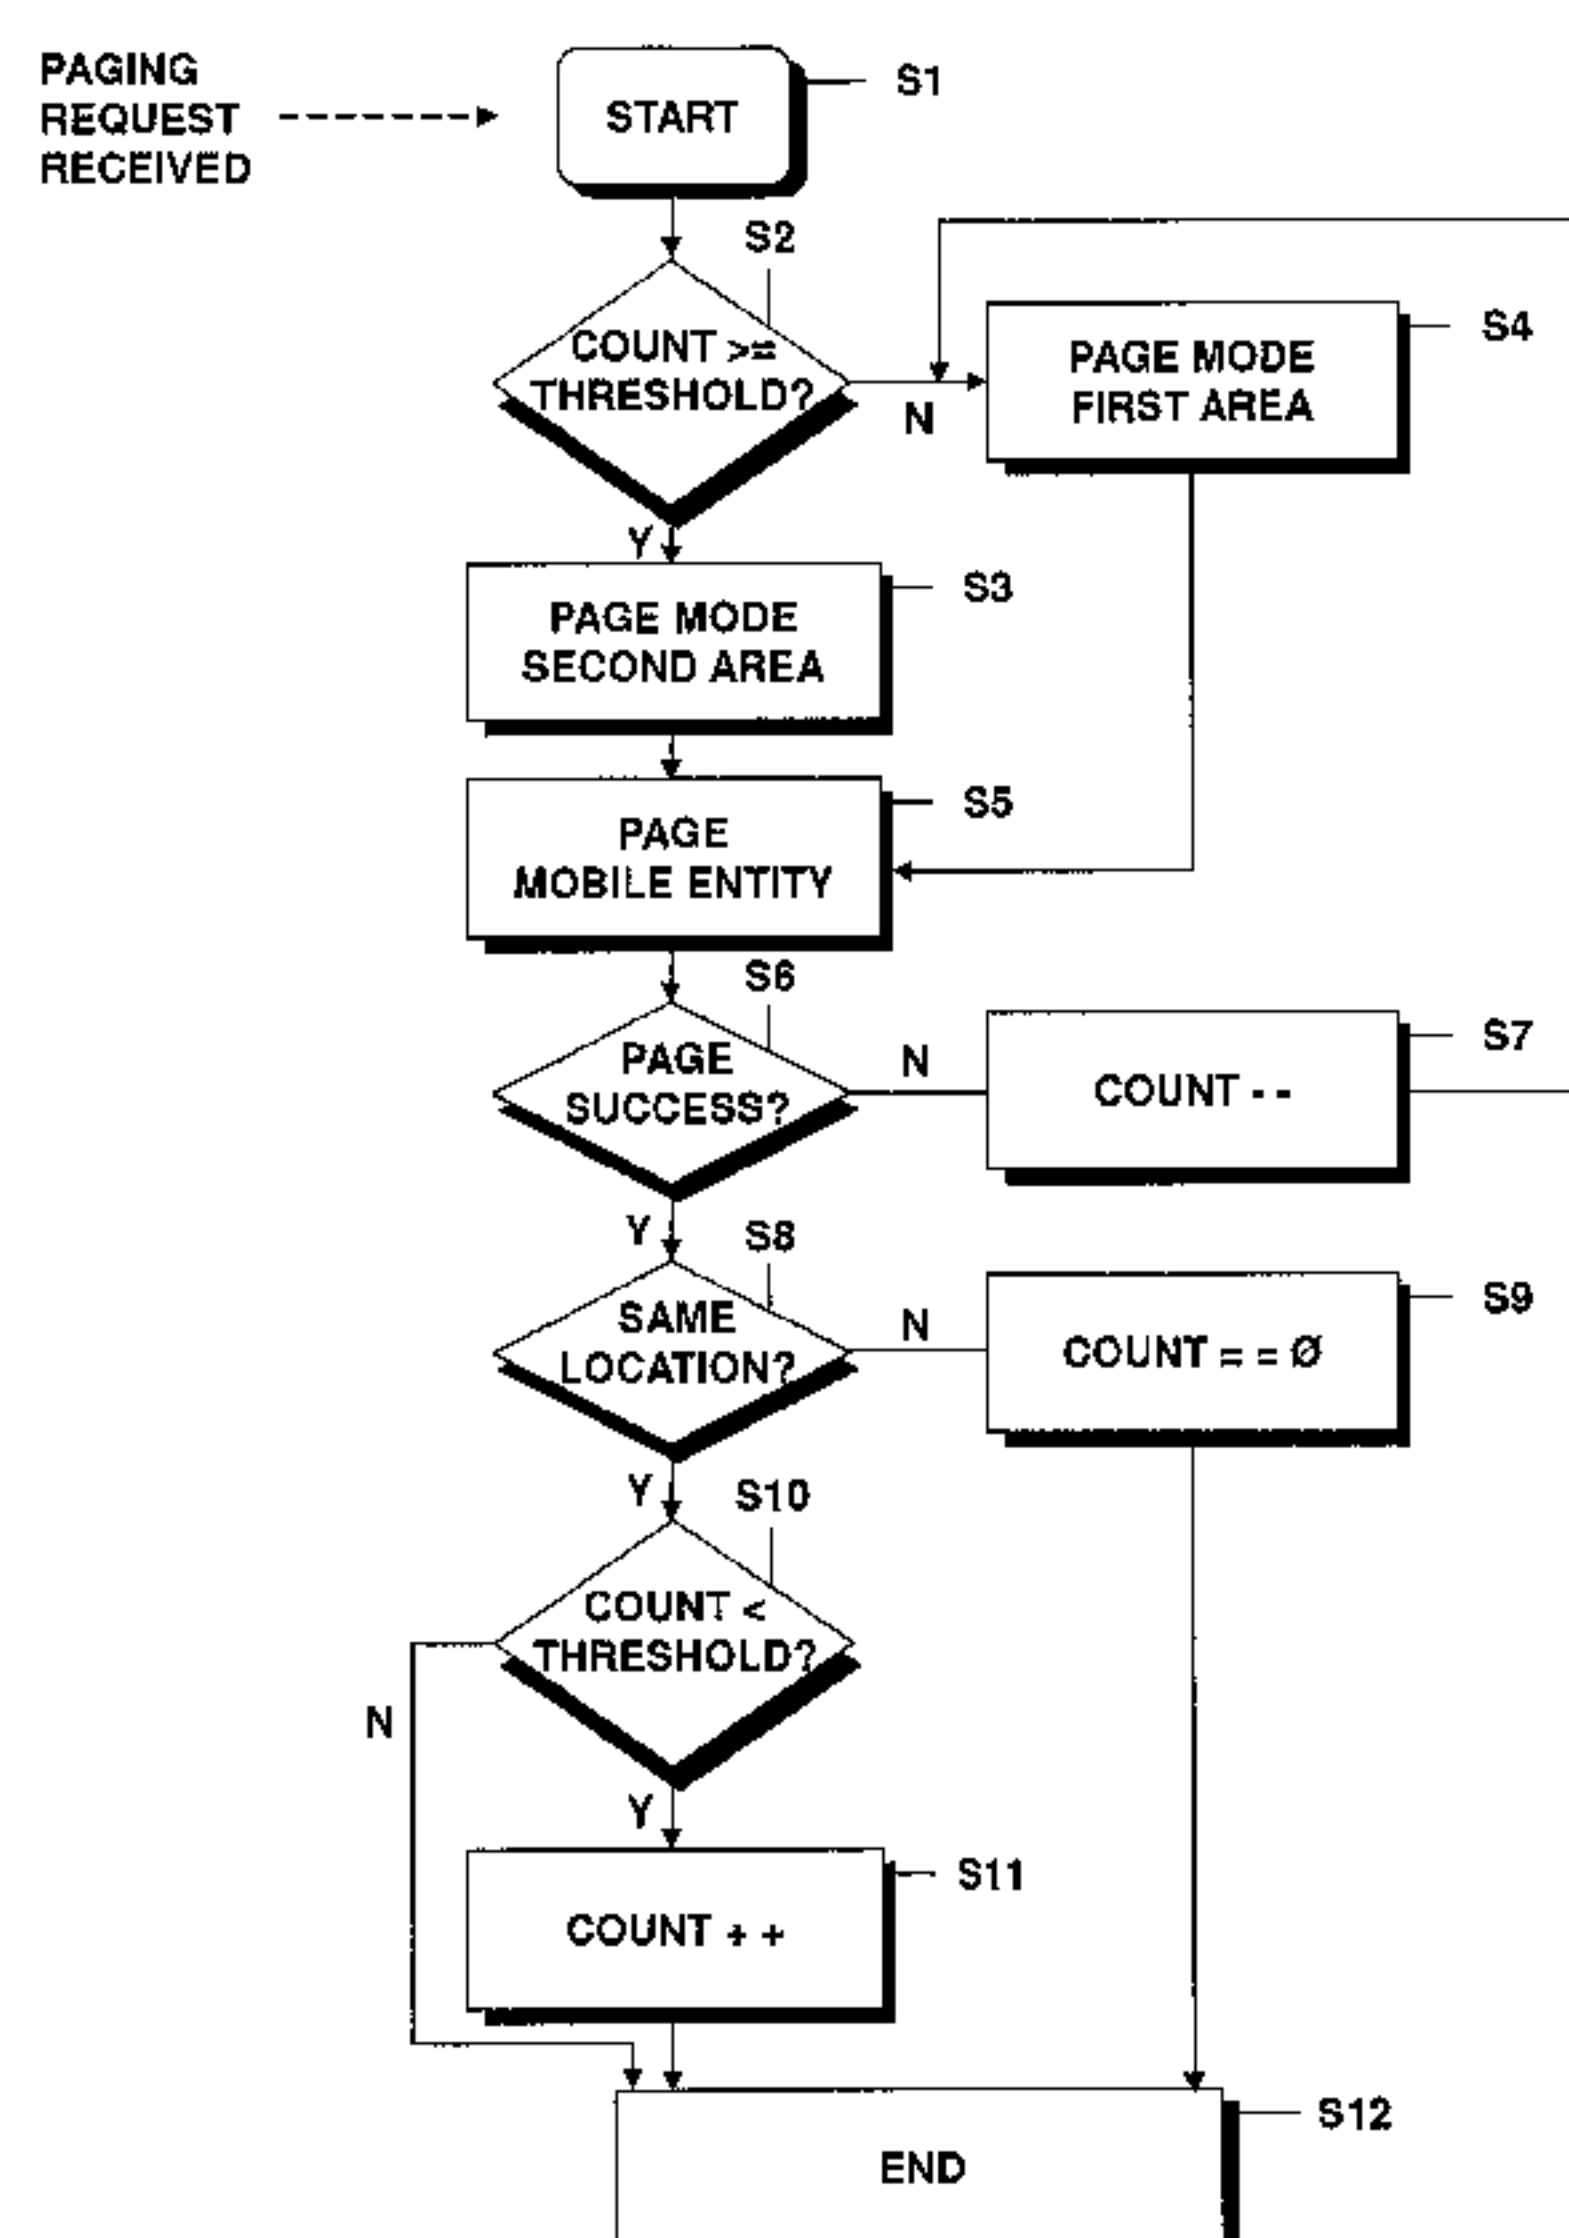 PAGING
REQUEST
RECEIVED
START
S1
S2
COUNT >=
THRESHOLD?
N
Y
PAGE MODE
FIRST AREA
S4
PAGE MODE
SECOND AREA
S3
PAGE
MOBILE ENTITY
S5
S6
PAGE
SUCCESS?
N
Y
COUNT - -
S7
S8
SAME
LOCATION?
N
Y
COUNT = = Ø
S9
S10
COUNT <
THRESHOLD?
N
Y
COUNT + +
S11
END
S12